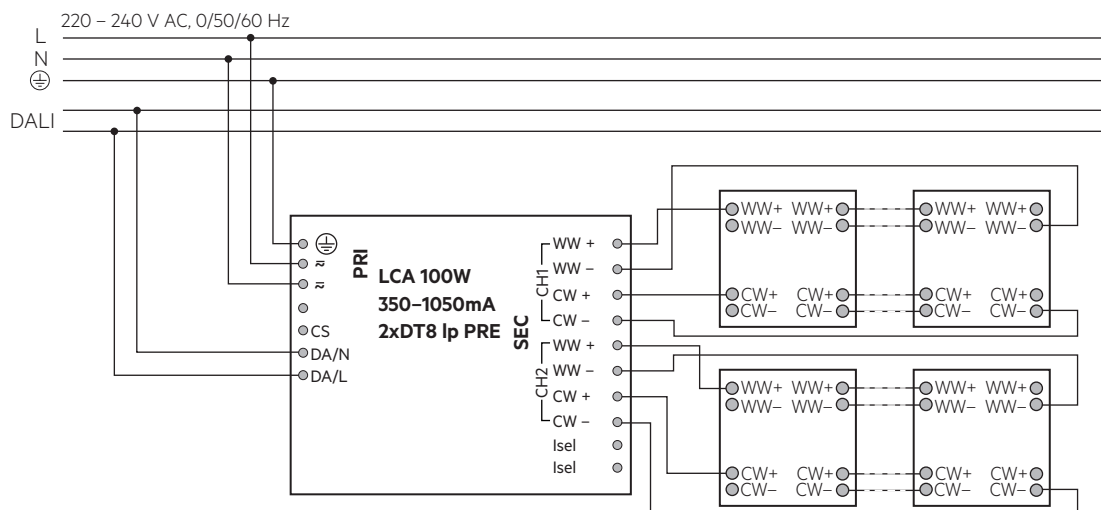 220 – 240 V AC, 0/50/60 Hz
L
N
DALI
PRI
LCA 100W
350–1050mA
2xDT8 lp PRE
SEC
CS
DA/N
DA/L
CH1
WW +
WW –
CW +
CW –
CH2
WW +
WW –
CW +
CW –
Isel
Isel
WW+ WW+ WW+ WW+
WW– WW– WW– WW–
CW+ CW+ CW+ CW+
CW– CW– CW– CW–
WW+ WW+ WW+ WW+
WW– WW– WW– WW–
CW+ CW+ CW+ CW+
CW– CW– CW– CW–